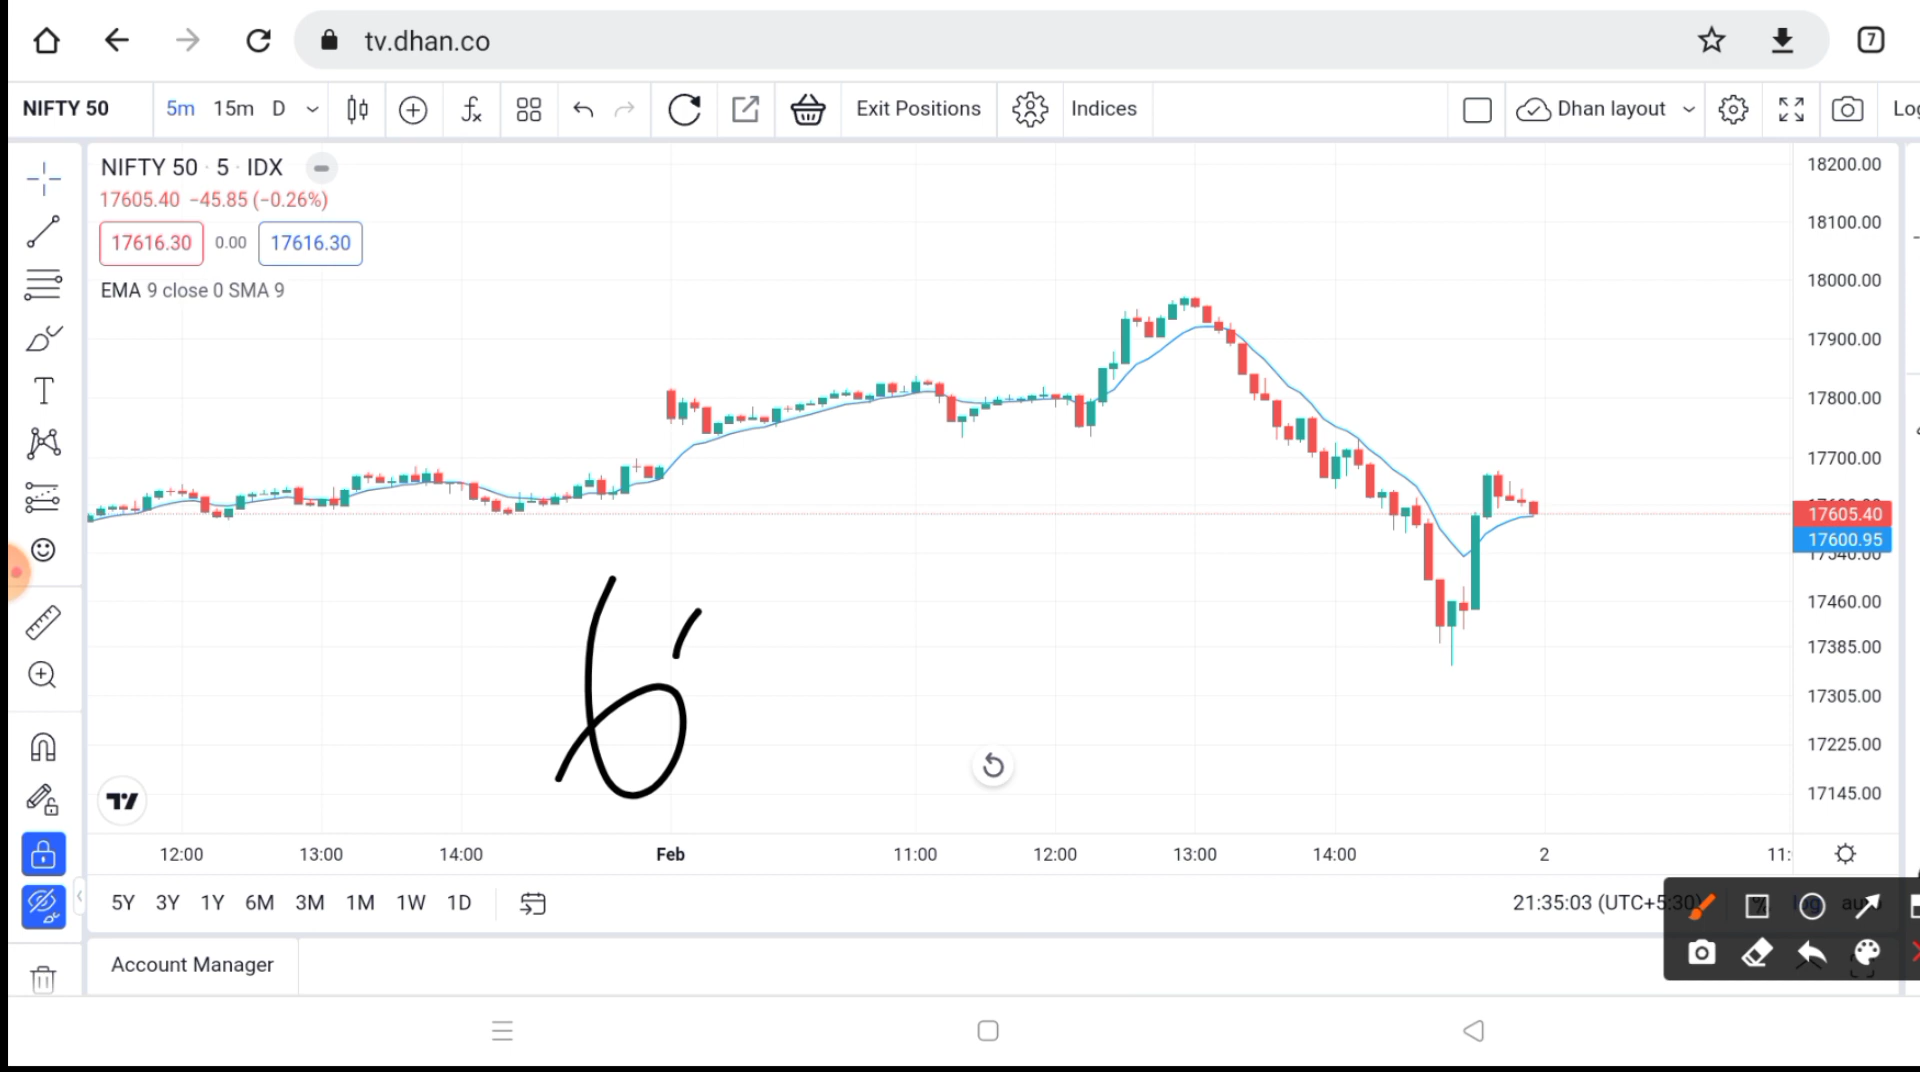 tv.dhan.co 7
NIFTY 50 5m 15m D Exit Positions Indices Dhan layout
NIFTY 50 · 5 · IDX
17605.40 −45.85 (−0.26%)
17616.30 0.00 17616.30
EMA 9 close 0 SMA 9
18200.00
18100.00
18000.00
17900.00
17800.00
17700.00
17605.40
17600.95
17460.00
17385.00
17305.00
17225.00
17145.00
12:00 13:00 14:00 Feb 11:00 12:00 13:00 14:00 2 11:
5Y 3Y 1Y 6M 3M 1M 1W 1D 21:35:03 (UTC+5:30) % log auto
Account Manager